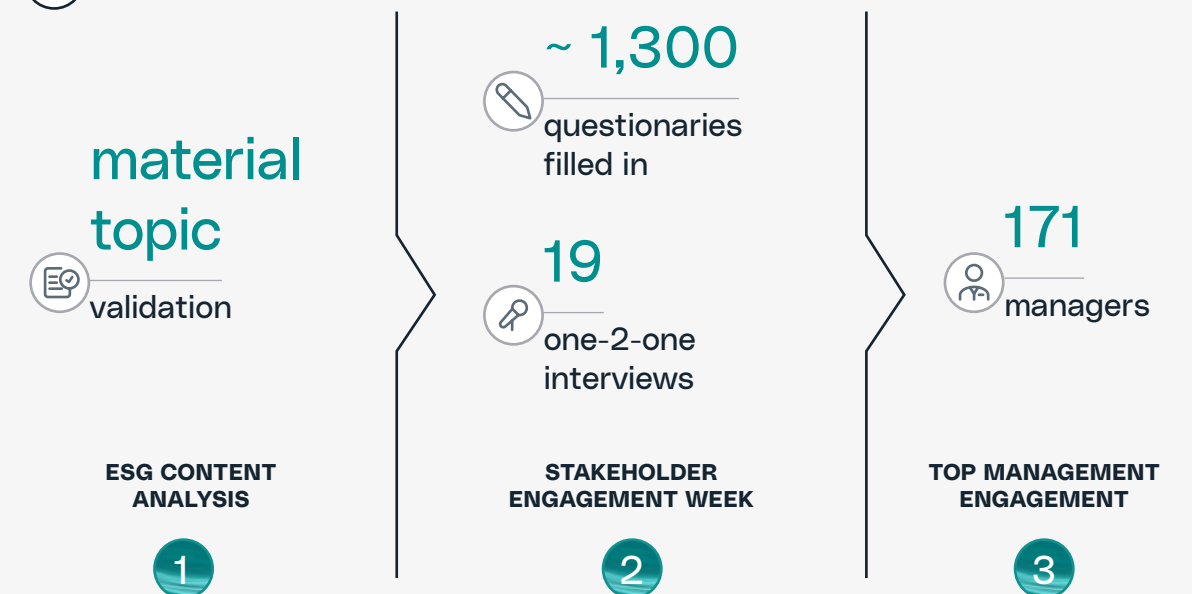 material
topic
validation
ESG CONTENT
ANALYSIS
1
~ 1,300
questionaries
filled in
19
one-2-one
interviews
STAKEHOLDER
ENGAGEMENT WEEK
2
171
managers
TOP MANAGEMENT
ENGAGEMENT
3